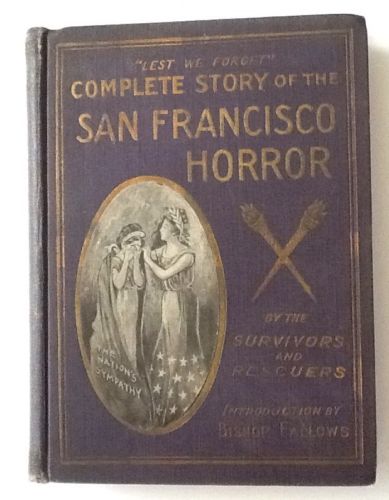 "LEST WE FORGET"
COMPLETE STORY OF THE
SAN FRANCISCO
HORROR
BY THE
SURVIVORS
AND
RESCUERS
INTRODUCTION BY
BISHOP FALLOWS
THE
NATION'S
SYMPATHY